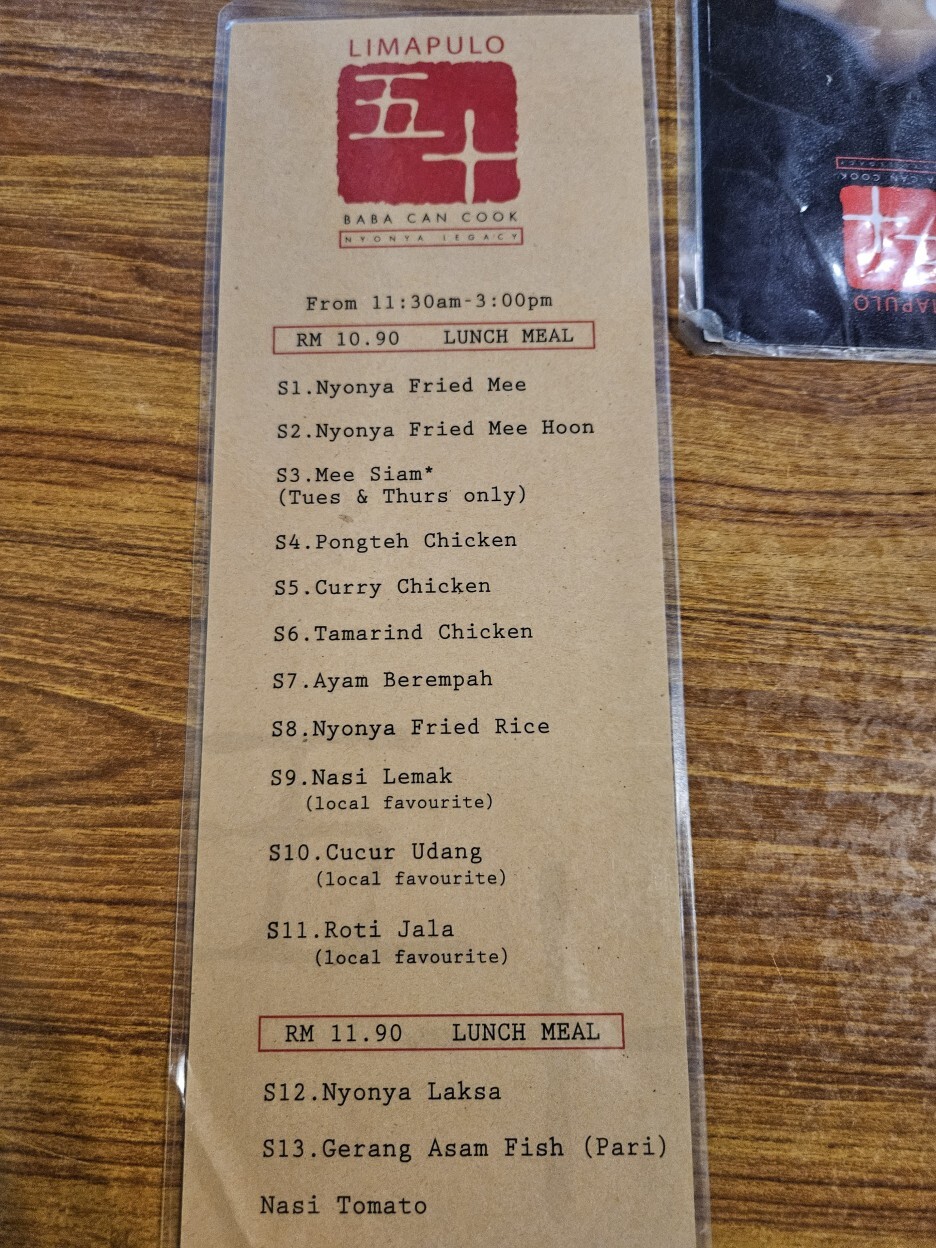 LIMAPULO
五十
BABA CAN COOK
NYONYA LEGACY
From 11:30am-3:00pm
RM 10.90 LUNCH MEAL
S1.Nyonya Fried Mee
S2.Nyonya Fried Mee Hoon
S3.Mee Siam*
(Tues & Thurs only)
S4.Pongteh Chicken
S5.Curry Chicken
S6.Tamarind Chicken
S7.Ayam Berempah
S8.Nyonya Fried Rice
S9.Nasi Lemak
(local favourite)
S10.Cucur Udang
(local favourite)
S11.Roti Jala
(local favourite)
RM 11.90 LUNCH MEAL
S12.Nyonya Laksa
S13.Gerang Asam Fish (Pari)
Nasi Tomato
CAN COOK
十